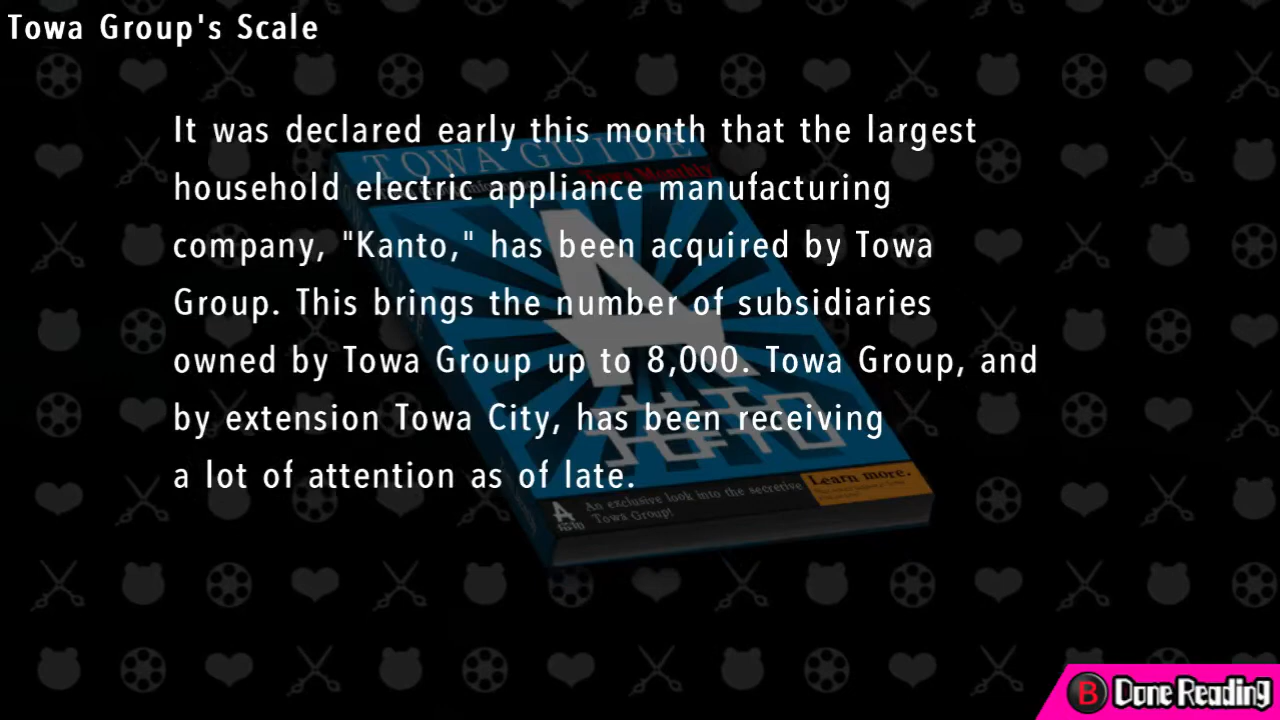 Towa Group's Scale
It was declared early this month that the largest
household electric appliance manufacturing
company, "Kanto," has been acquired by Towa
Group. This brings the number of subsidiaries
owned by Towa Group up to 8,000. Towa Group, and
by extension Towa City, has been receiving
a lot of attention as of late.
TOWA GUIDE
Towa Monthly
Learn more.
An exclusive look into the secretive
Towa Group!
B Done Reading